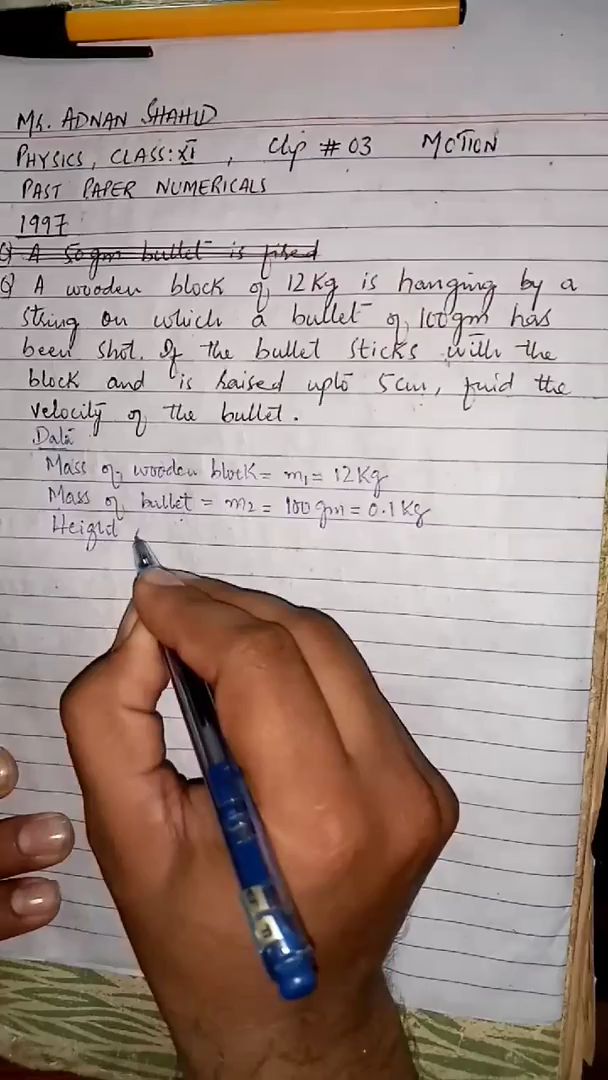 MR. ADNAN SHAHID
PHYSICS, CLASS: XI, Clip # 03 MOTION
PAST PAPER NUMERICALS
1997
Q) A 50gm bullet is fired
Q A wooden block of 12 Kg is hanging by a
string on which a bullet of 100gm has
been shot. If the bullet sticks with the
block and is raised upto 5cm, find the
velocity of the bullet.
Data
Mass of wooden block = m₁ = 12 Kg
Mass of bullet = m₂ = 100 gm = 0.1 Kg
Height